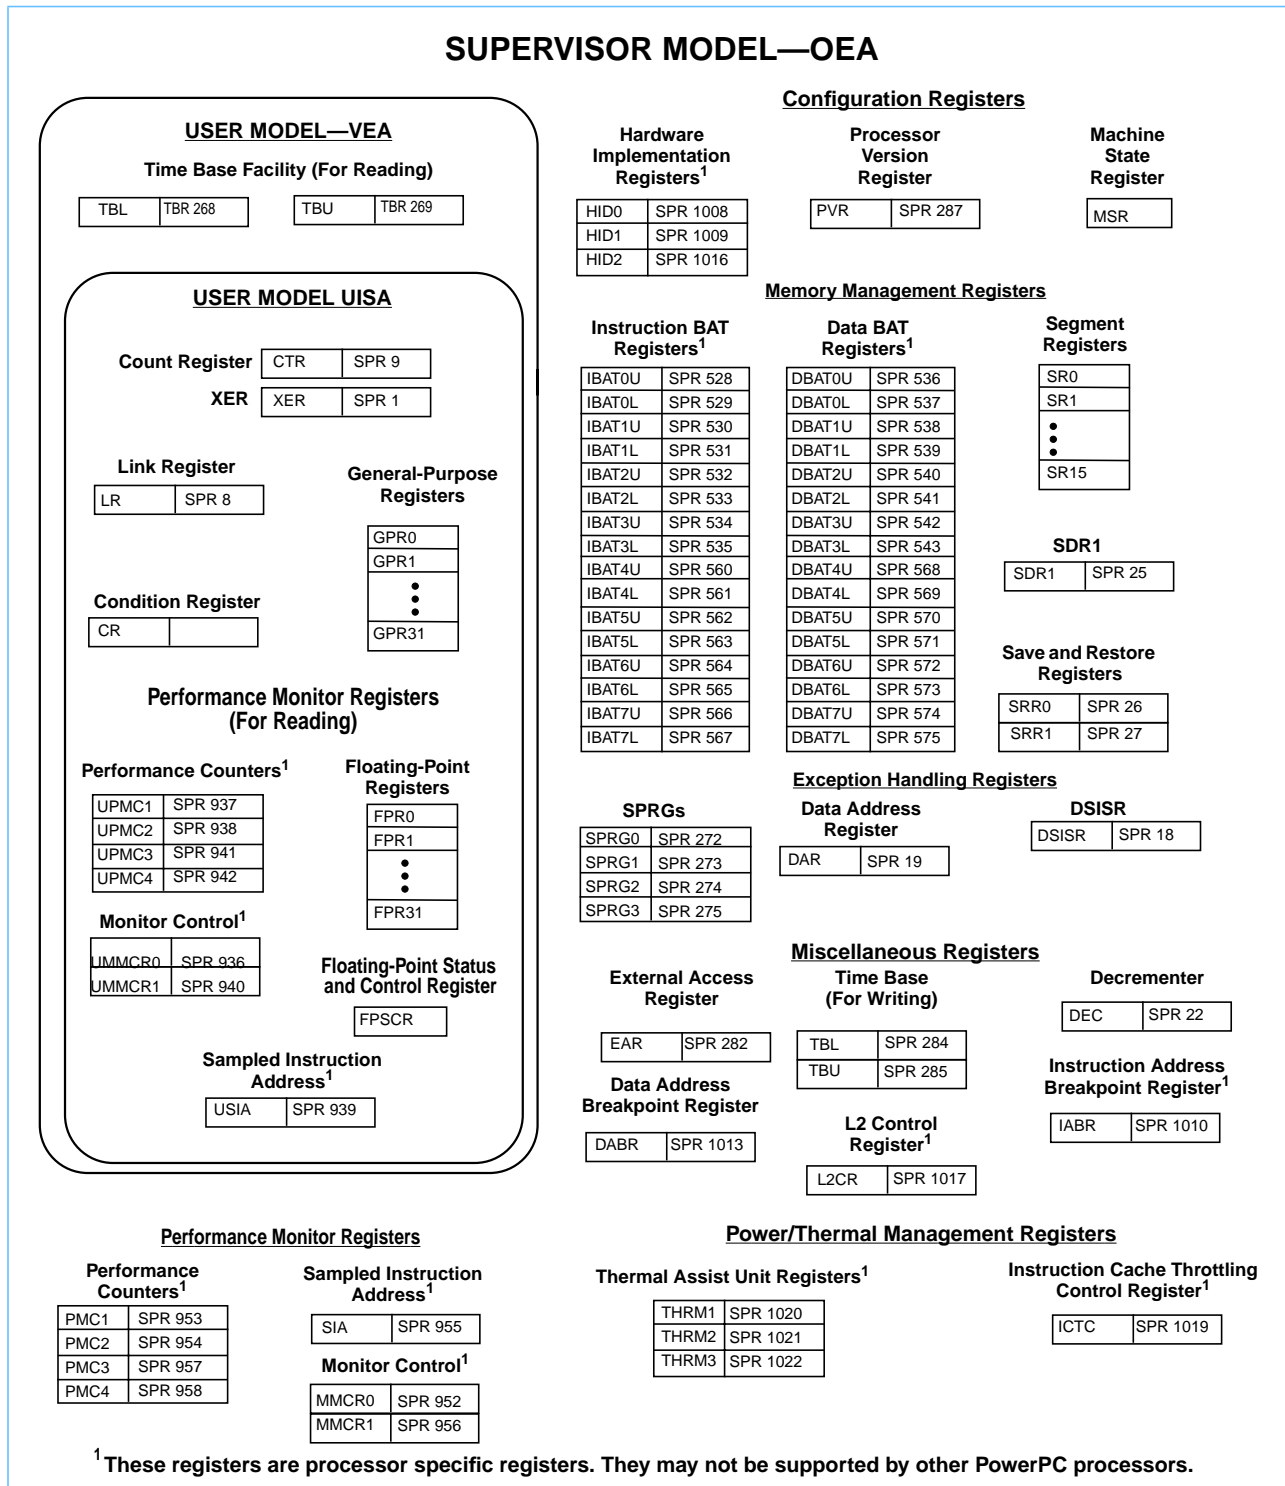 SUPERVISOR MODEL—OEA
USER MODEL—VEA
Time Base Facility (For Reading)
TBL TBR 268 TBU TBR 269
USER MODEL UISA
Count Register CTR SPR 9
XER XER SPR 1
Link Register
LR SPR 8
General-Purpose
Registers
GPR0
GPR1
GPR31
Condition Register
CR
Performance Monitor Registers
(For Reading)
Performance Counters1
UPMC1 SPR 937
UPMC2 SPR 938
UPMC3 SPR 941
UPMC4 SPR 942
Floating-Point
Registers
FPR0
FPR1
FPR31
Monitor Control1
UMMCR0 SPR 936
UMMCR1 SPR 940
Floating-Point Status
and Control Register
FPSCR
Sampled Instruction
Address1
USIA SPR 939
Configuration Registers
Hardware
Implementation
Registers1
HID0 SPR 1008
HID1 SPR 1009
HID2 SPR 1016
Processor
Version
Register
PVR SPR 287
Machine
State
Register
MSR
Memory Management Registers
Instruction BAT
Registers1
IBAT0U SPR 528
IBAT0L SPR 529
IBAT1U SPR 530
IBAT1L SPR 531
IBAT2U SPR 532
IBAT2L SPR 533
IBAT3U SPR 534
IBAT3L SPR 535
IBAT4U SPR 560
IBAT4L SPR 561
IBAT5U SPR 562
IBAT5L SPR 563
IBAT6U SPR 564
IBAT6L SPR 565
IBAT7U SPR 566
IBAT7L SPR 567
Data BAT
Registers1
DBAT0U SPR 536
DBAT0L SPR 537
DBAT1U SPR 538
DBAT1L SPR 539
DBAT2U SPR 540
DBAT2L SPR 541
DBAT3U SPR 542
DBAT3L SPR 543
DBAT4U SPR 568
DBAT4L SPR 569
DBAT5U SPR 570
DBAT5L SPR 571
DBAT6U SPR 572
DBAT6L SPR 573
DBAT7U SPR 574
DBAT7L SPR 575
Segment
Registers
SR0
SR1
SR15
SDR1
SDR1 SPR 25
Save and Restore
Registers
SRR0 SPR 26
SRR1 SPR 27
Exception Handling Registers
SPRGs
SPRG0 SPR 272
SPRG1 SPR 273
SPRG2 SPR 274
SPRG3 SPR 275
Data Address
Register
DAR SPR 19
DSISR
DSISR SPR 18
Miscellaneous Registers
External Access
Register
EAR SPR 282
Time Base
(For Writing)
TBL SPR 284
TBU SPR 285
Decrementer
DEC SPR 22
Data Address
Breakpoint Register
DABR SPR 1013
L2 Control
Register1
L2CR SPR 1017
Instruction Address
Breakpoint Register1
IABR SPR 1010
Performance Monitor Registers
Performance
Counters1
PMC1 SPR 953
PMC2 SPR 954
PMC3 SPR 957
PMC4 SPR 958
Sampled Instruction
Address1
SIA SPR 955
Monitor Control1
MMCR0 SPR 952
MMCR1 SPR 956
Power/Thermal Management Registers
Thermal Assist Unit Registers1
THRM1 SPR 1020
THRM2 SPR 1021
THRM3 SPR 1022
Instruction Cache Throttling
Control Register1
ICTC SPR 1019
1 These registers are processor specific registers. They may not be supported by other PowerPC processors.